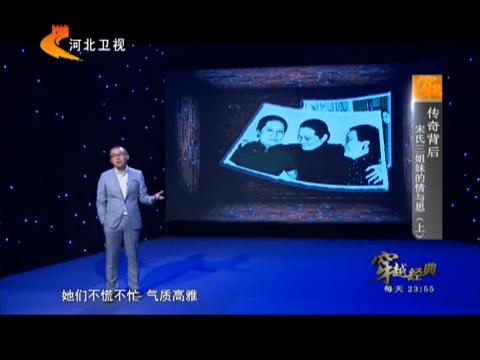 河北卫视
传奇背后
宋氏三姐妹的情与思（上）
她们不慌不忙 气质高雅
穿越经典
每天 23:55